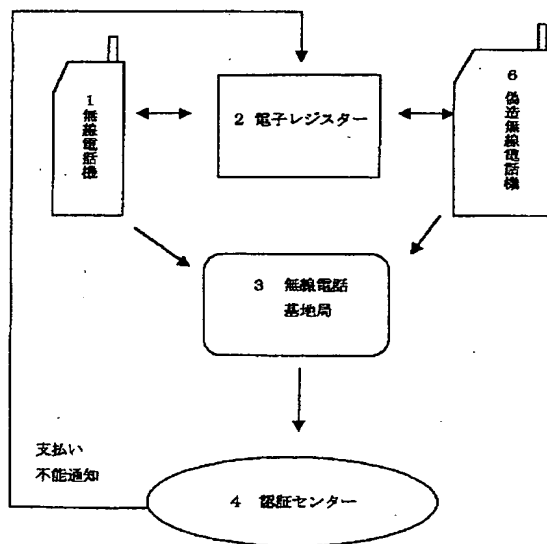 1 無線電話機
2 電子レジスター
6 偽造無線電話機
3 無線電話
基地局
支払い
不能通知
4 認証センター